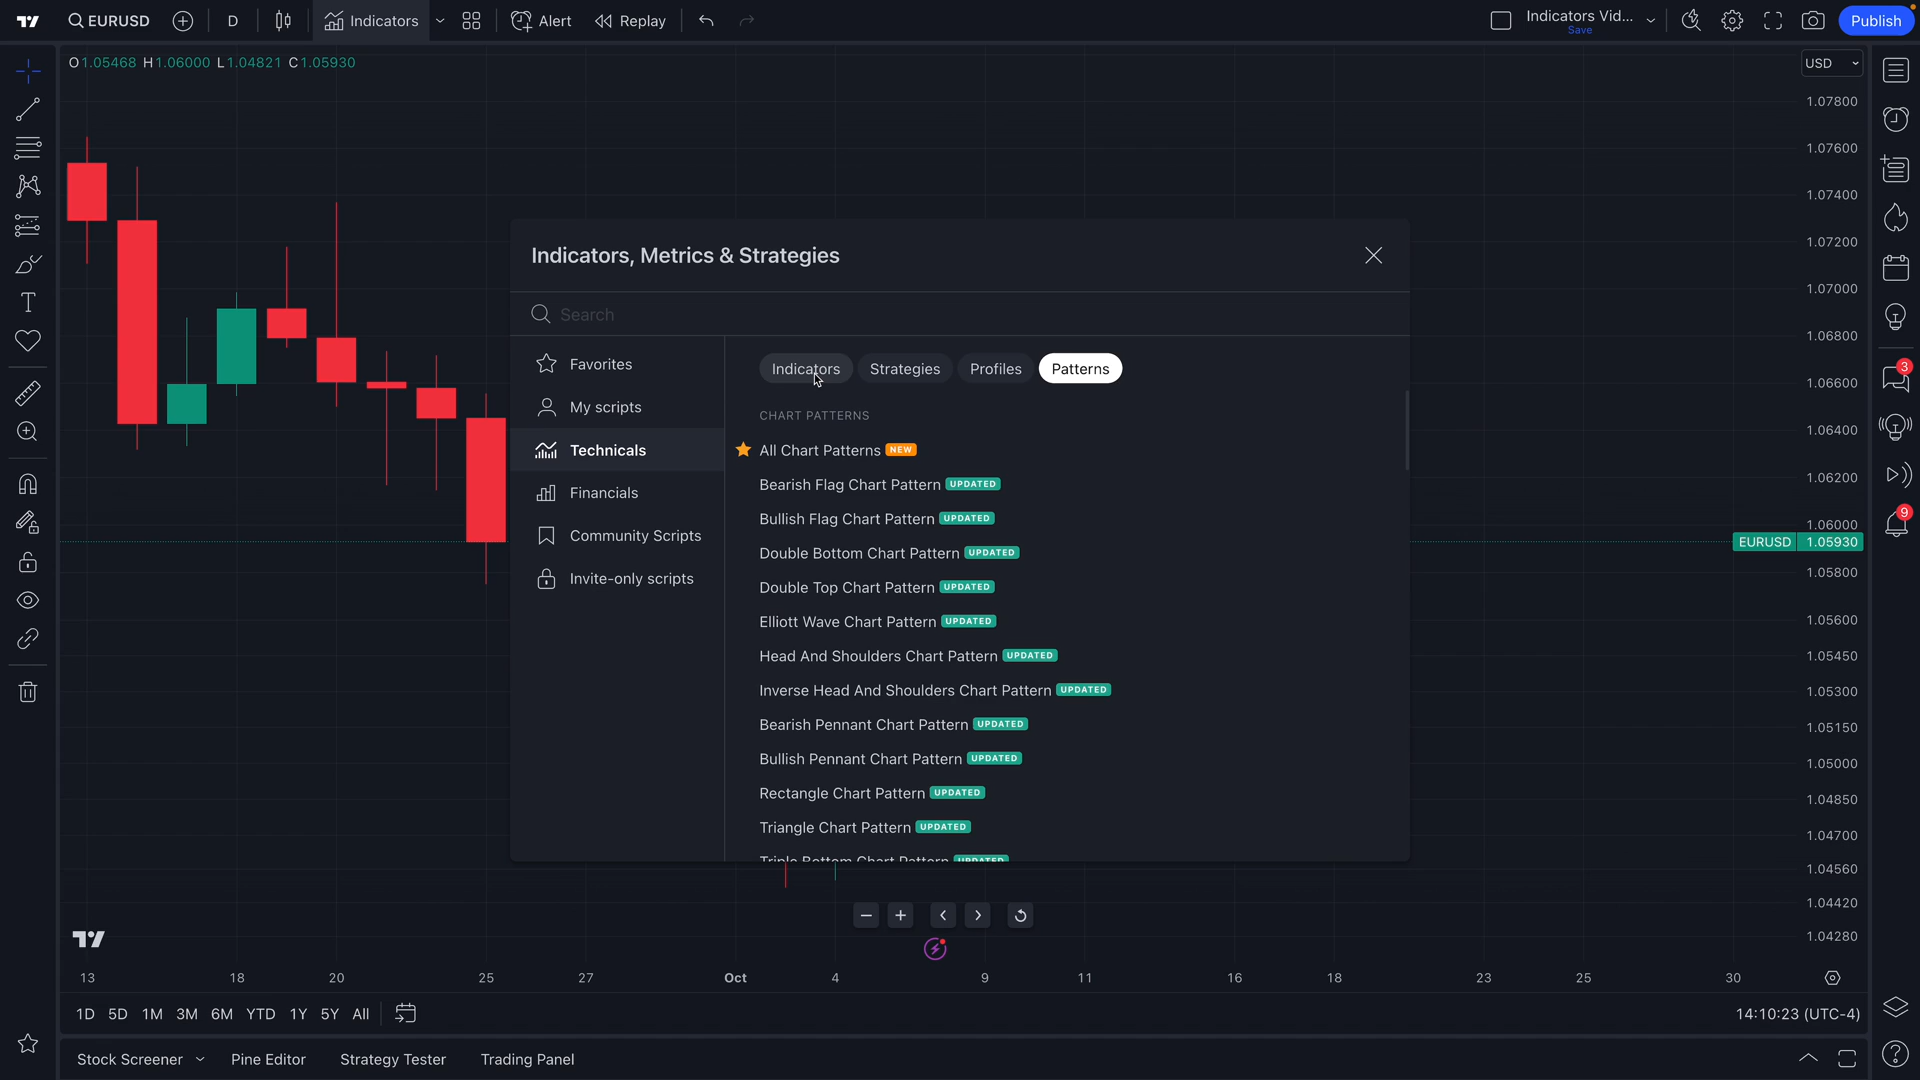 EURUSD
D
Indicators
Alert
Replay
Indicators Vid...
Save
Publish
O1.05468 H1.06000 L1.04821 C1.05930
USD
1.07800
1.07600
1.07400
1.07200
1.07000
1.06800
1.06600
1.06400
1.06200
1.06000
EURUSD 1.05930
1.05800
1.05600
1.05450
1.05300
1.05150
1.05000
1.04850
1.04700
1.04560
1.04420
1.04280
3
9
Indicators, Metrics & Strategies
Search
Favorites
My scripts
Technicals
Financials
Community Scripts
Invite-only scripts
Indicators
Strategies
Profiles
Patterns
CHART PATTERNS
All Chart Patterns NEW
Bearish Flag Chart Pattern UPDATED
Bullish Flag Chart Pattern UPDATED
Double Bottom Chart Pattern UPDATED
Double Top Chart Pattern UPDATED
Elliott Wave Chart Pattern UPDATED
Head And Shoulders Chart Pattern UPDATED
Inverse Head And Shoulders Chart Pattern UPDATED
Bearish Pennant Chart Pattern UPDATED
Bullish Pennant Chart Pattern UPDATED
Rectangle Chart Pattern UPDATED
Triangle Chart Pattern UPDATED
Triple Bottom Chart Pattern UPDATED
13 18 20 25 27 Oct 4 9 11 16 18 23 25 30
1D 5D 1M 3M 6M YTD 1Y 5Y All
14:10:23 (UTC-4)
Stock Screener
Pine Editor
Strategy Tester
Trading Panel